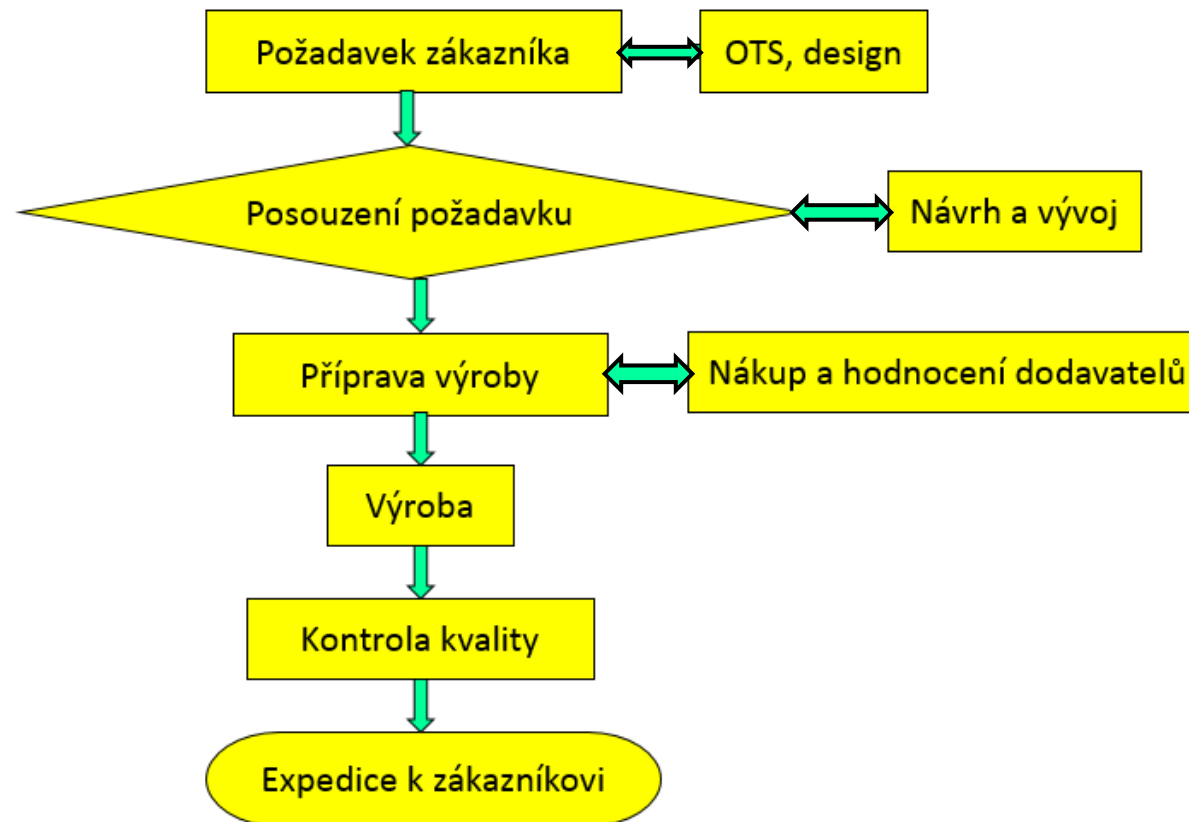 Požadavek zákazníka
OTS, design
Posouzení požadavku
Návrh a vývoj
Příprava výroby
Nákup a hodnocení dodavatelů
Výroba
Kontrola kvality
Expedice k zákazníkovi